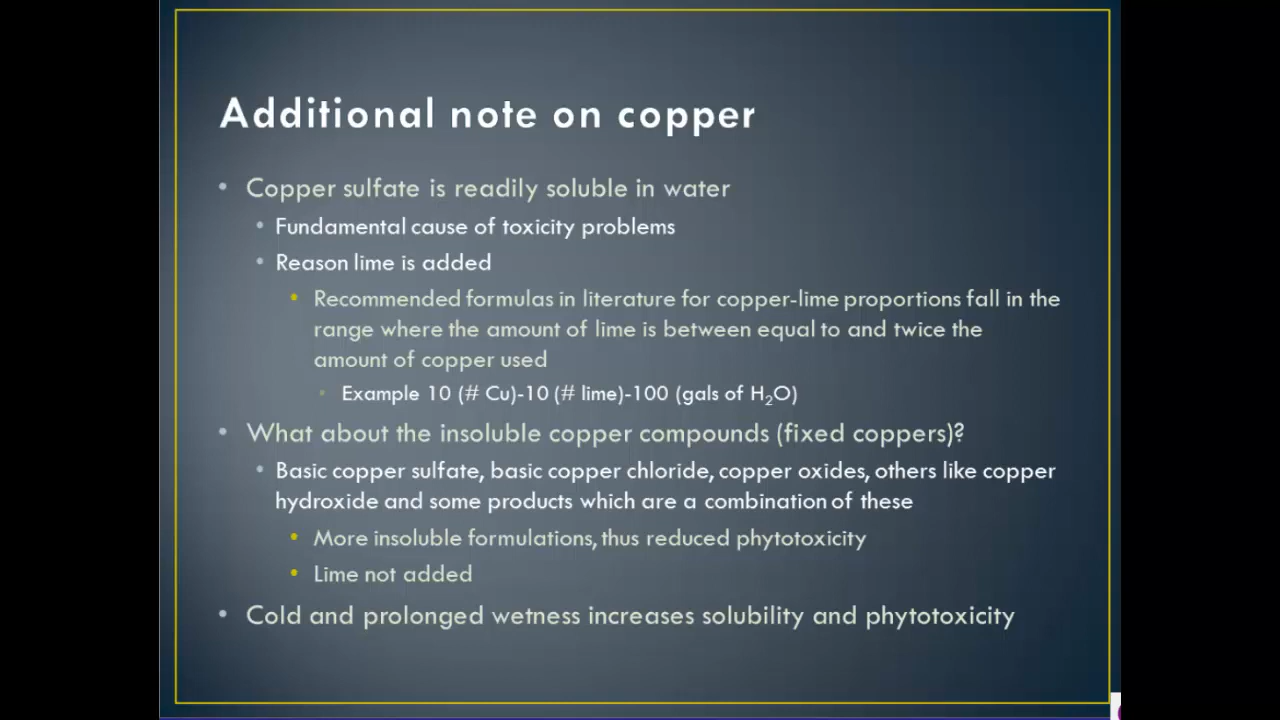 Additional note on copper
• Copper sulfate is readily soluble in water
• Fundamental cause of toxicity problems
• Reason lime is added
• Recommended formulas in literature for copper-lime proportions fall in the
range where the amount of lime is between equal to and twice the
amount of copper used
• Example 10 (# Cu)-10 (# lime)-100 (gals of H₂O)
• What about the insoluble copper compounds (fixed coppers)?
• Basic copper sulfate, basic copper chloride, copper oxides, others like copper
hydroxide and some products which are a combination of these
• More insoluble formulations, thus reduced phytotoxicity
• Lime not added
• Cold and prolonged wetness increases solubility and phytotoxicity